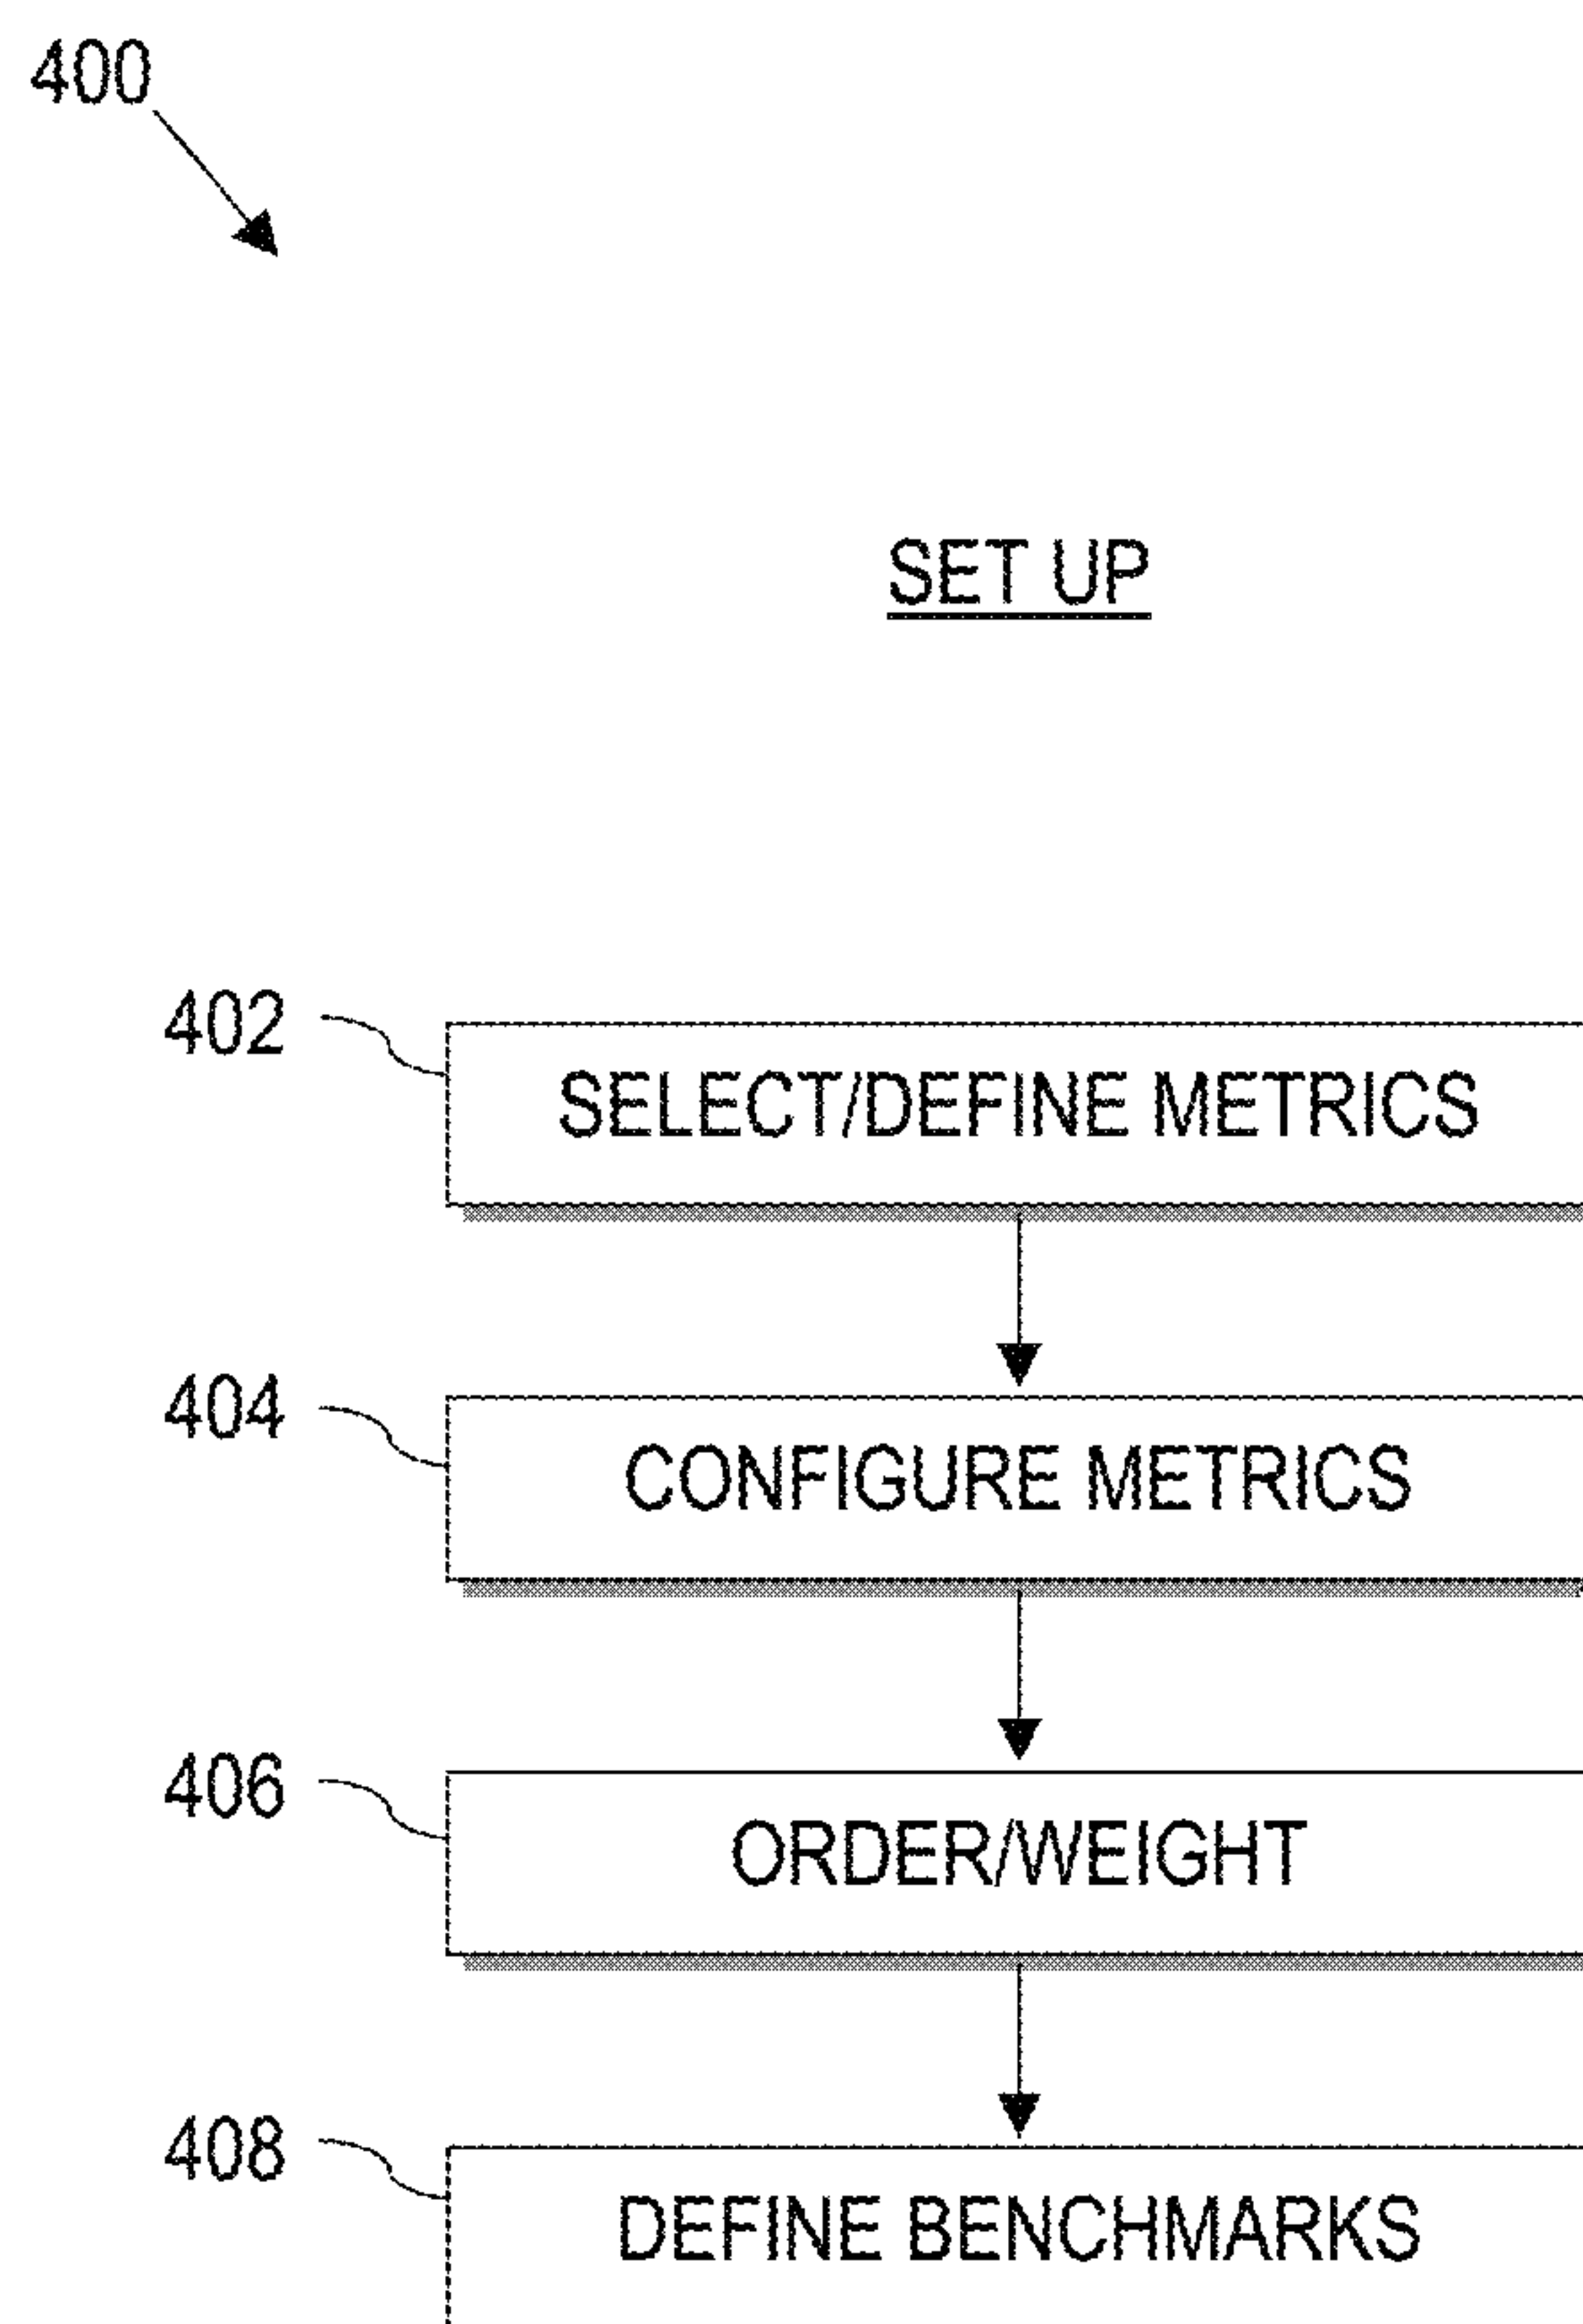 400
SET UP
402
SELECT/DEFINE METRICS
404
CONFIGURE METRICS
406
ORDER/WEIGHT
408
DEFINE BENCHMARKS